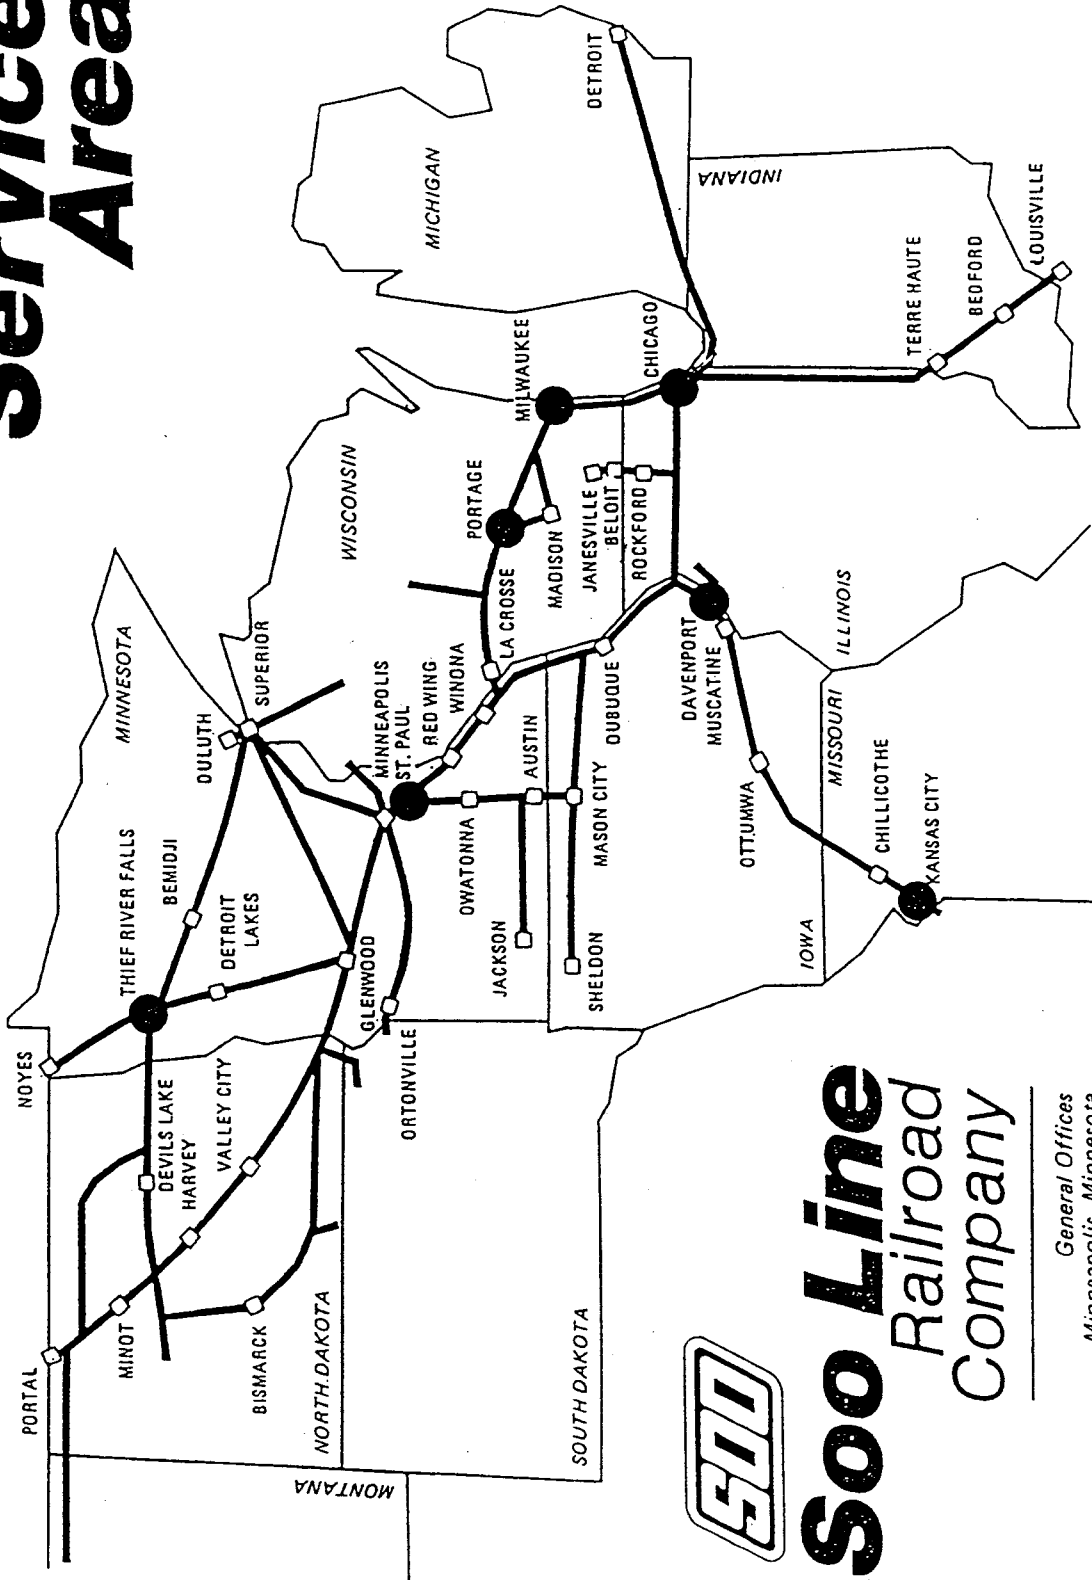 Service
Area
PORTAL
NOYES
MINOT
DEVILS LAKE
HARVEY
VALLEY CITY
BISMARCK
NORTH DAKOTA
MONTANA
SOUTH DAKOTA
THIEF RIVER FALLS
BEMIDJI
DETROIT
LAKES
GLENWOOD
ORTONVILLE
MINNESOTA
DULUTH
SUPERIOR
MINNEAPOLIS
ST. PAUL
RED WING
WINONA
LA CROSSE
OWATONNA
AUSTIN
JACKSON
MASON CITY
SHELDON
IOWA
WISCONSIN
PORTAGE
MADISON
MILWAUKEE
JANESVILLE
BELOIT
ROCKFORD
CHICAGO
DUBUQUE
DAVENPORT
MUSCATINE
OTTUMWA
ILLINOIS
MISSOURI
CHILLICOTHE
KANSAS CITY
MICHIGAN
DETROIT
INDIANA
TERRE HAUTE
BEDFORD
LOUISVILLE
SOO
Soo Line
Railroad
Company
General Offices
Minneapolis, Minnesota